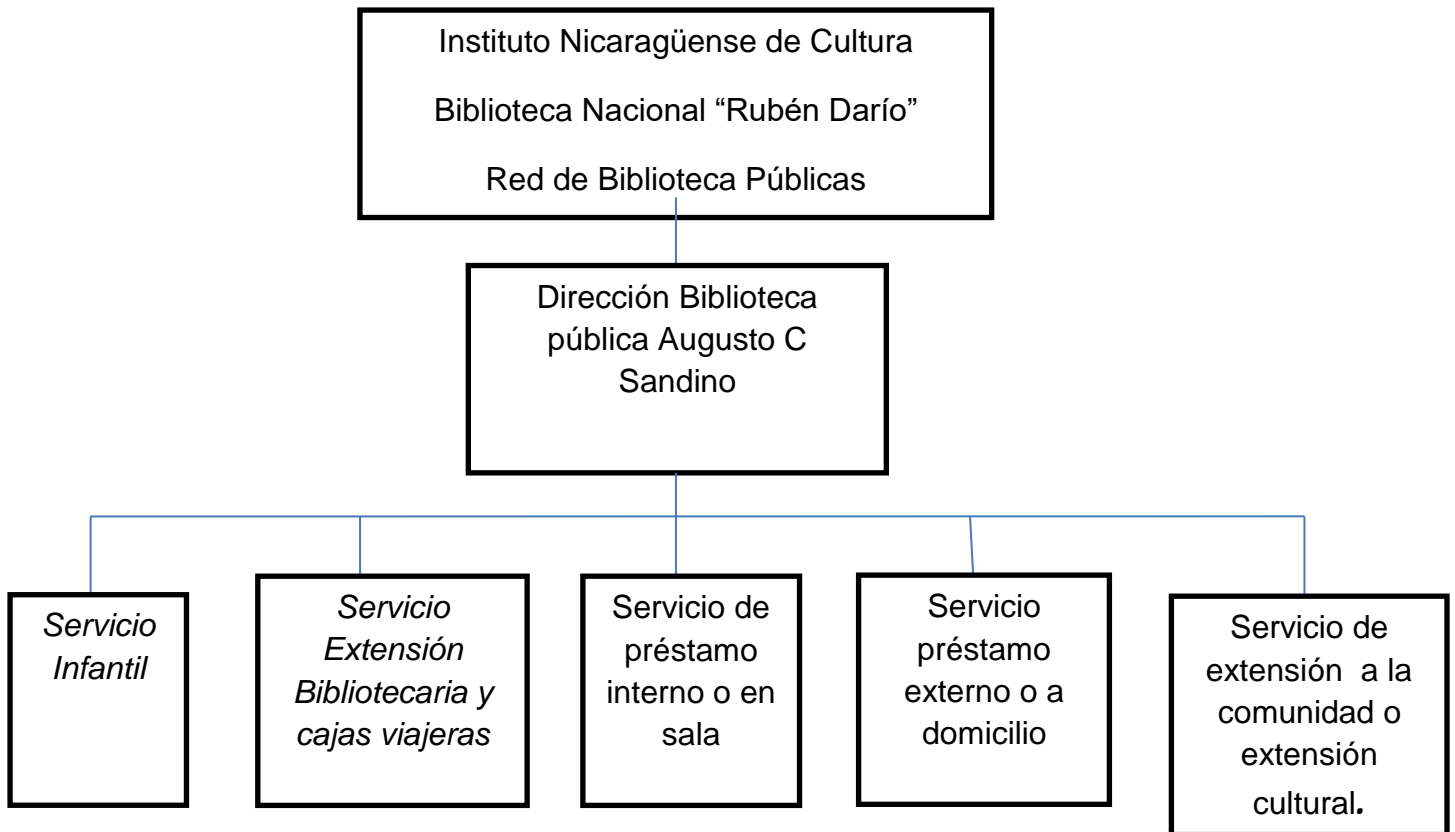 Instituto Nicaragüense de Cultura
Biblioteca Nacional “Rubén Darío”
Red de Biblioteca Públicas
Dirección Biblioteca
pública Augusto C
Sandino
Servicio
Infantil
Servicio
Extensión
Bibliotecaria y
cajas viajeras
Servicio de
préstamo
interno o en
sala
Servicio
préstamo
externo o a
domicilio
Servicio de
extensión  a la
comunidad o
extensión
cultural.